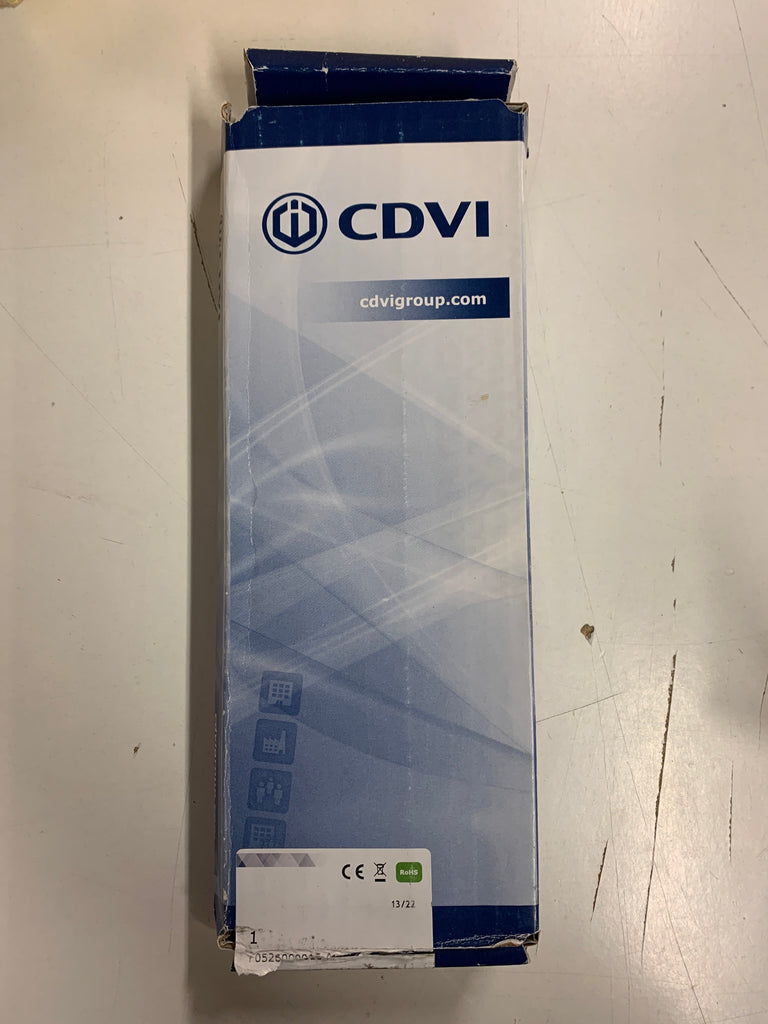 CDVI
cdvigroup.com
CE
RoHS
13/22
1